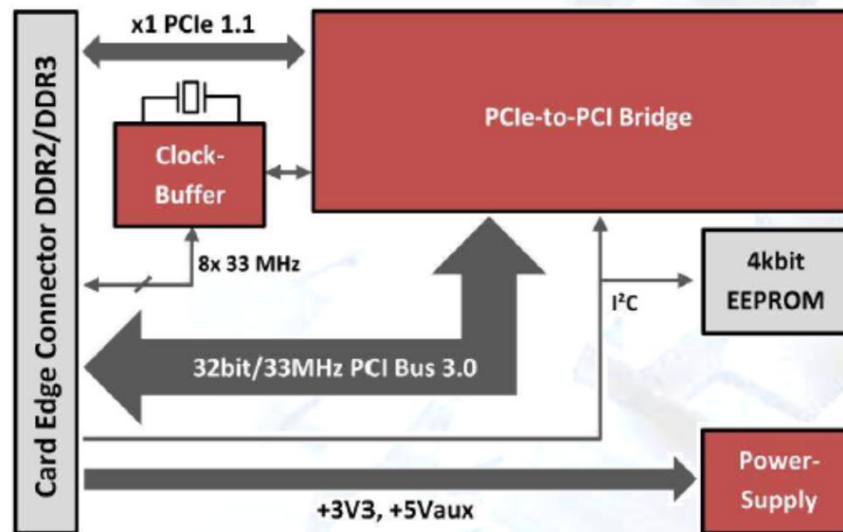 x1 PCIe 1.1
PCIe-to-PCI Bridge
Clock-
Buffer
8x 33 MHz
4kbit
EEPROM
I²C
32bit/33MHz PCI Bus 3.0
Card Edge Connector DDR2/DDR3
Power-
Supply
+3V3, +5Vaux